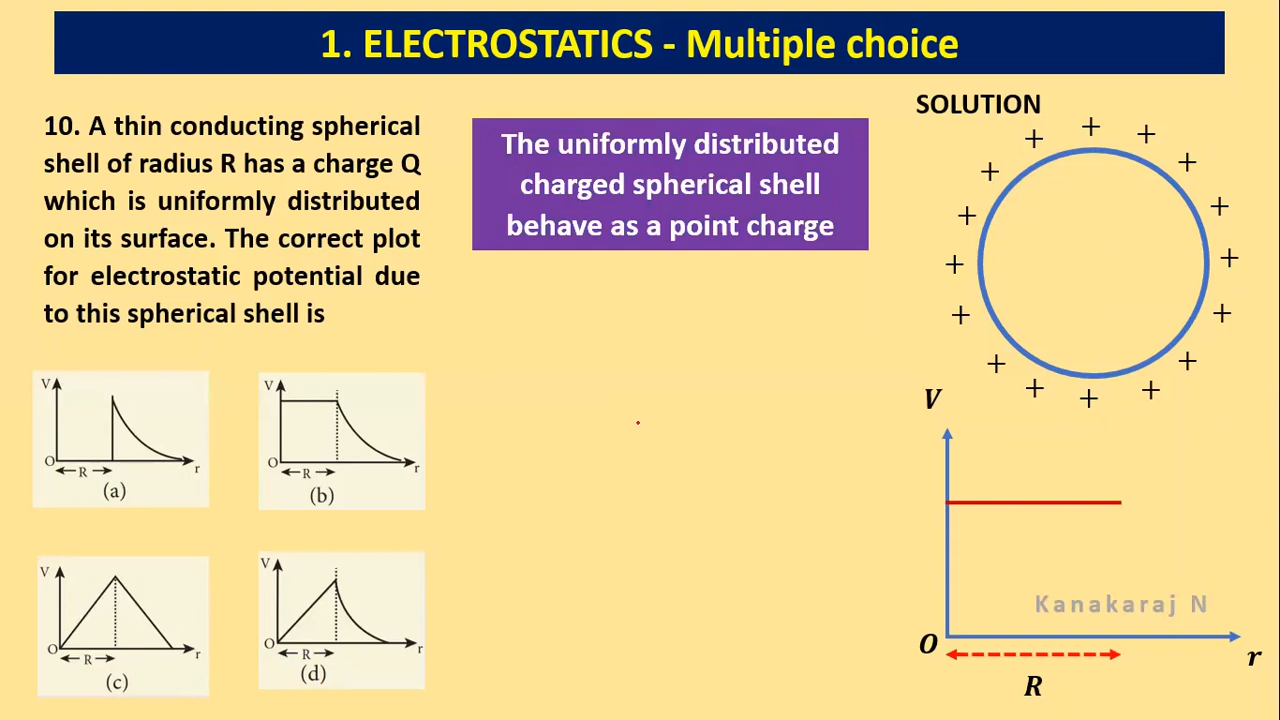 1. ELECTROSTATICS - Multiple choice
10. A thin conducting spherical
shell of radius R has a charge Q
which is uniformly distributed
on its surface. The correct plot
for electrostatic potential due
to this spherical shell is
V
O
R
r
(a)
V
O
R
r
(b)
V
O
R
r
(c)
V
O
R
r
(d)
The uniformly distributed
charged spherical shell
behave as a point charge
SOLUTION
+ + +
+ +
+ +
+ +
+ +
+ +
+ + +
V
Kanakaraj N
O
r
R